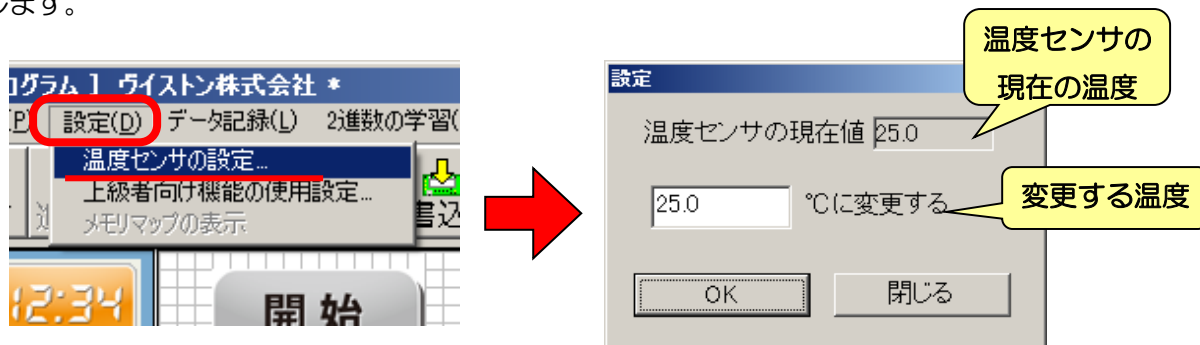 します。
ログラム ] ヴイストン株式会社 *
(P) 設定(D) データ記録(L) 2進数の学習(
温度センサの設定...
上級者向け機能の使用設定...
メモリマップの表示
書込
12:34
開始
設定
温度センサの
現在の温度
温度センサの現在値 25.0
25.0 ℃に変更する
変更する温度
OK 閉じる